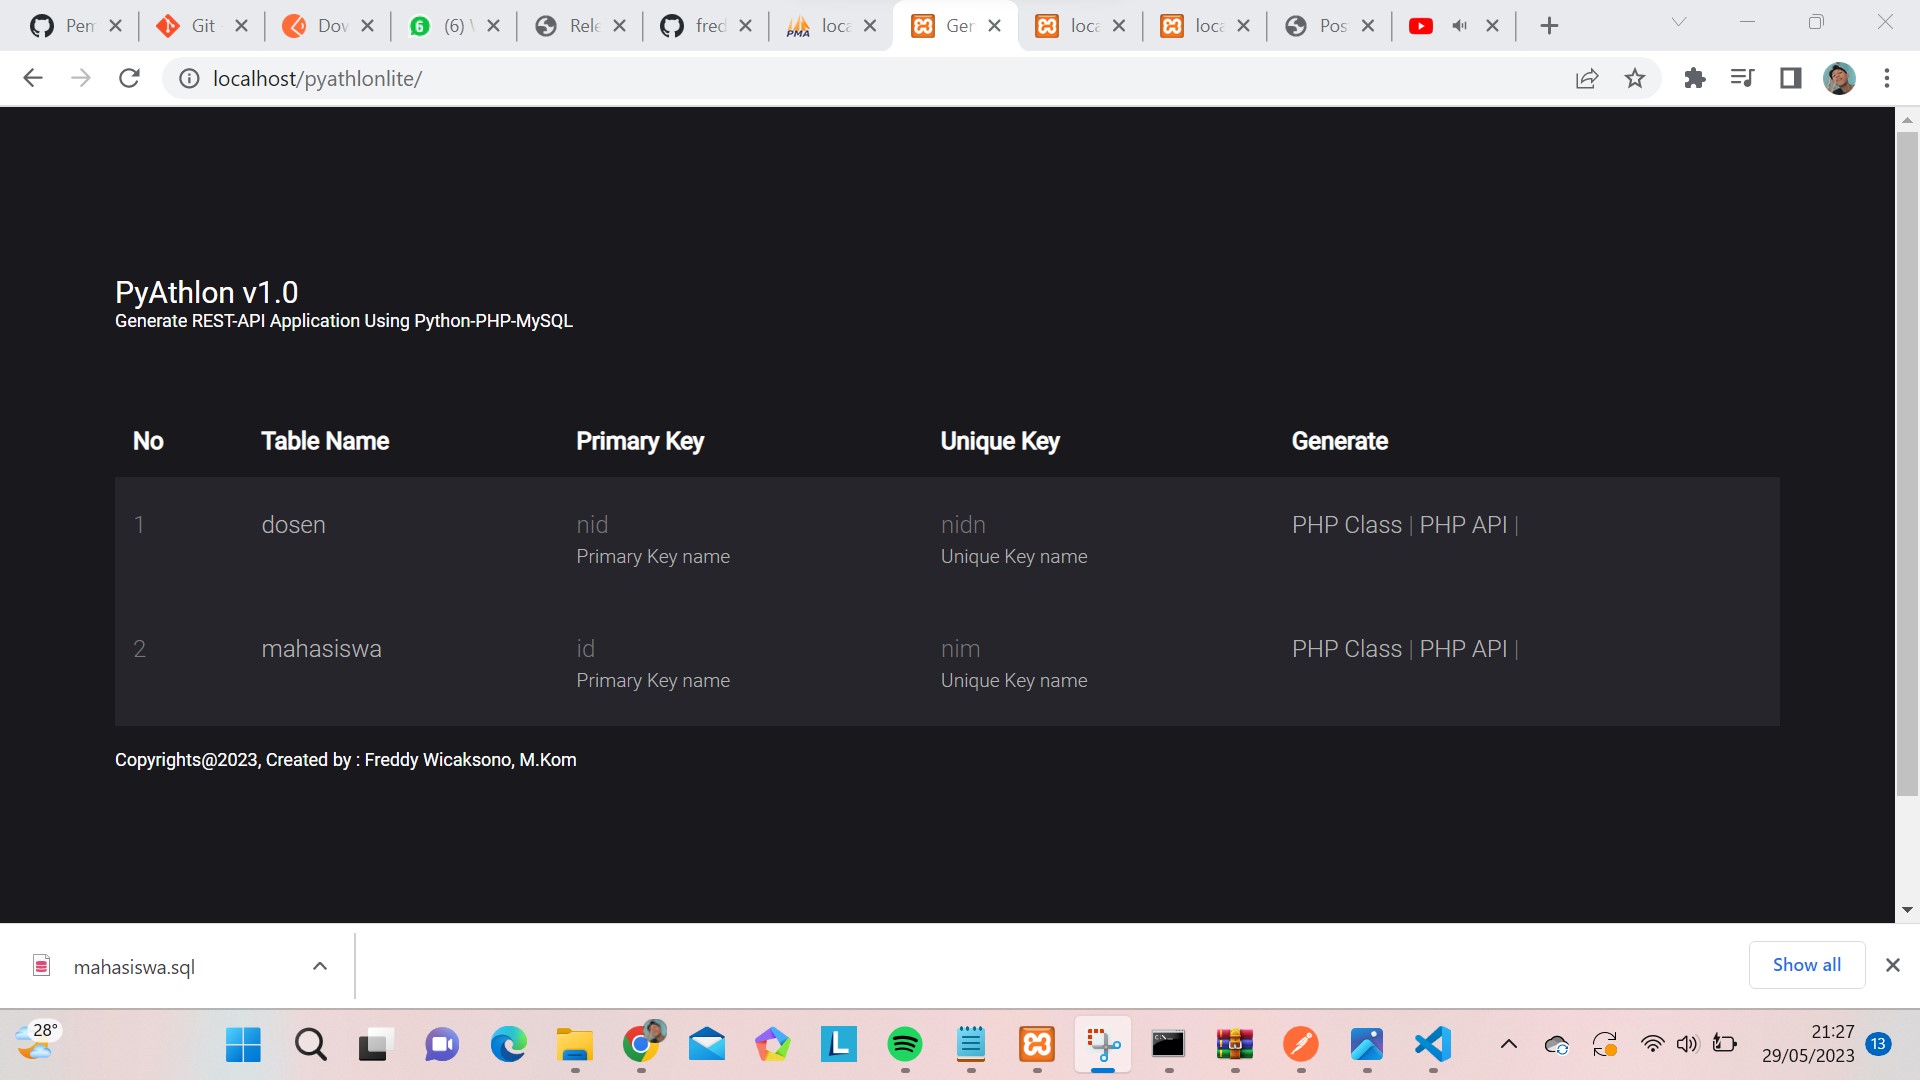 Pem
Git
Dow
(6)
Rele
fred
loca
Ger
loca
loca
Pos
localhost/pyathlonlite/
PyAthlon v1.0
Generate REST-API Application Using Python-PHP-MySQL
No Table Name Primary Key Unique Key Generate
1 dosen nid nidn PHP Class | PHP API |
Primary Key name Unique Key name
2 mahasiswa id nim PHP Class | PHP API |
Primary Key name Unique Key name
Copyrights@2023, Created by : Freddy Wicaksono, M.Kom
mahasiswa.sql
Show all
28°
21:27
29/05/2023
13